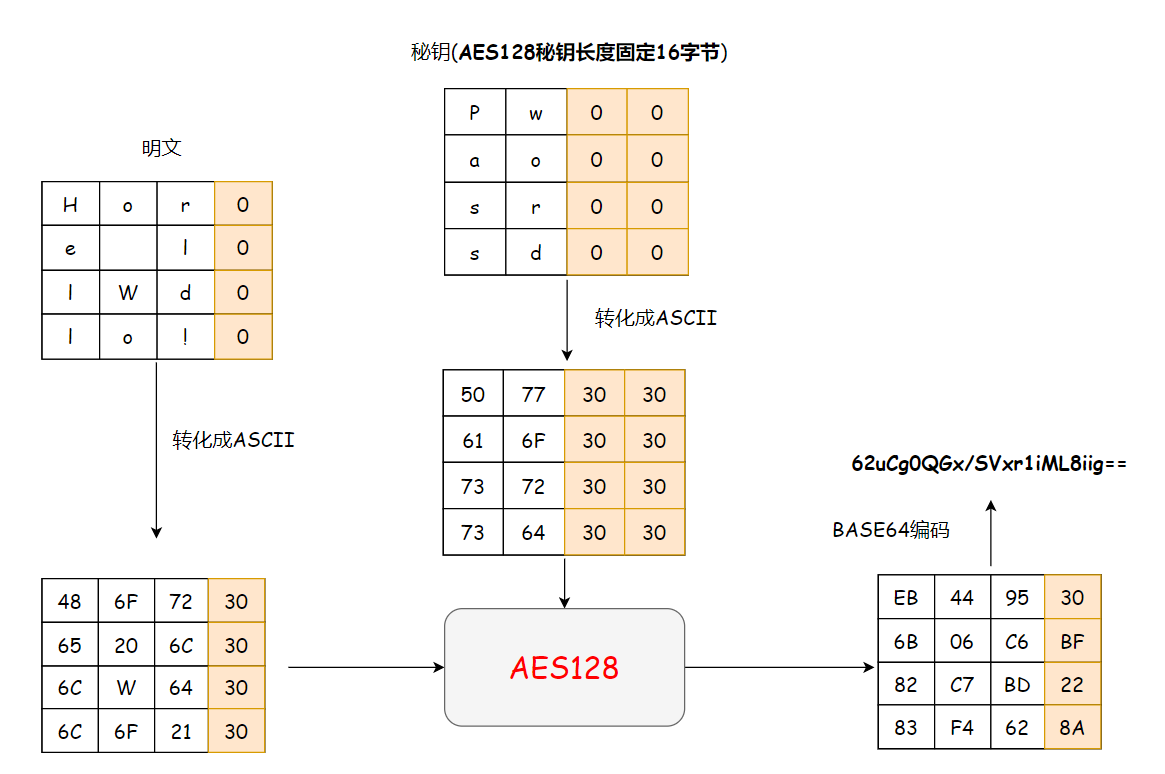 秘钥(AES128秘钥长度固定16字节)
P w 0 0
a o 0 0
s r 0 0
s d 0 0
明文
H o r 0
e l 0
l W d 0
l o ! 0
转化成ASCII
50 77 30 30
61 6F 30 30
73 72 30 30
73 64 30 30
转化成ASCII
62uCg0QGx/SVxr1iML8iig==
BASE64编码
48 6F 72 30
65 20 6C 30
6C W 64 30
6C 6F 21 30
AES128
EB 44 95 30
6B 06 C6 BF
82 C7 BD 22
83 F4 62 8A